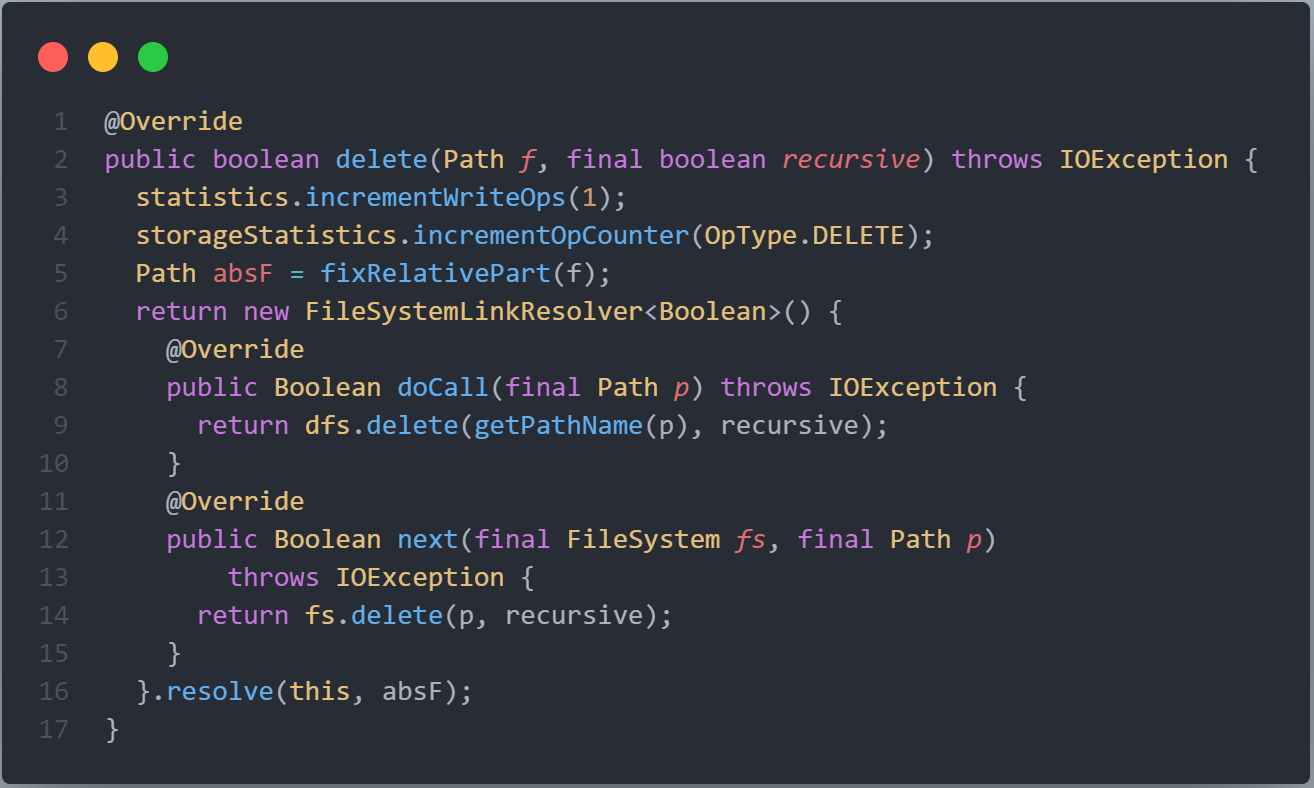 1 @Override
2 public boolean delete(Path f, final boolean recursive) throws IOException {
3   statistics.incrementWriteOps(1);
4   storageStatistics.incrementOpCounter(OpType.DELETE);
5   Path absF = fixRelativePart(f);
6   return new FileSystemLinkResolver<Boolean>() {
7     @Override
8     public Boolean doCall(final Path p) throws IOException {
9       return dfs.delete(getPathName(p), recursive);
10     }
11     @Override
12     public Boolean next(final FileSystem fs, final Path p)
13         throws IOException {
14       return fs.delete(p, recursive);
15     }
16   }.resolve(this, absF);
17 }